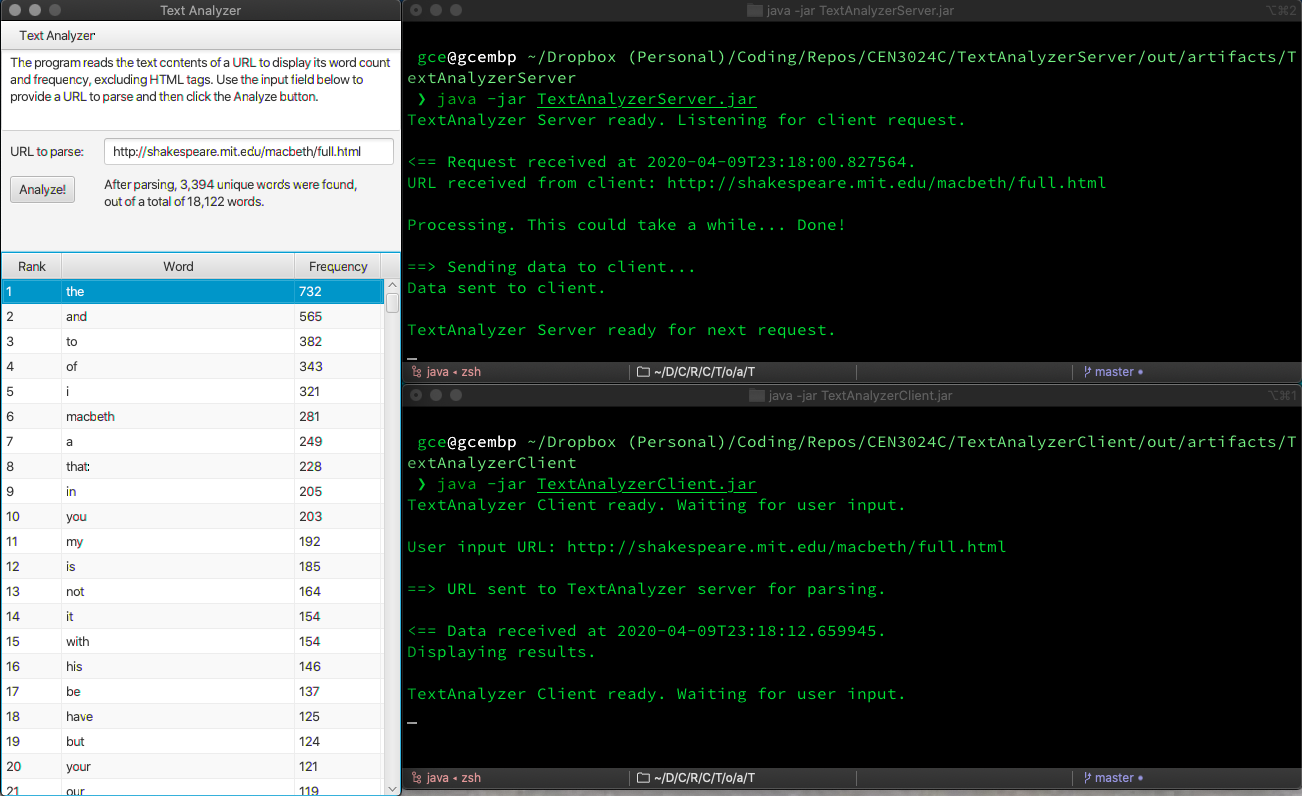 Text Analyzer
Text Analyzer
The program reads the text contents of a URL to display its word count
and frequency, excluding HTML tags. Use the input field below to
provide a URL to parse and then click the Analyze button.
URL to parse: http://shakespeare.mit.edu/macbeth/full.html
Analyze! After parsing, 3,394 unique words were found,
out of a total of 18,122 words.
Rank Word Frequency
1 the 732
2 and 565
3 to 382
4 of 343
5 i 321
6 macbeth 281
7 a 249
8 that 228
9 in 205
10 you 203
11 my 192
12 is 185
13 not 164
14 it 154
15 with 154
16 his 146
17 be 137
18 have 125
19 but 124
20 your 121
21 our 119
java -jar TextAnalyzerServer.jar ⌥⌘2
gce@gcembp ~/Dropbox (Personal)/Coding/Repos/CEN3024C/TextAnalyzerServer/out/artifacts/T
extAnalyzerServer
❯ java -jar TextAnalyzerServer.jar
TextAnalyzer Server ready. Listening for client request.
<== Request received at 2020-04-09T23:18:00.827564.
URL received from client: http://shakespeare.mit.edu/macbeth/full.html
Processing. This could take a while... Done!
==> Sending data to client...
Data sent to client.
TextAnalyzer Server ready for next request.
java ◂ zsh ~/D/C/R/C/T/o/a/T master •
java -jar TextAnalyzerClient.jar ⌥⌘1
gce@gcembp ~/Dropbox (Personal)/Coding/Repos/CEN3024C/TextAnalyzerClient/out/artifacts/T
extAnalyzerClient
❯ java -jar TextAnalyzerClient.jar
TextAnalyzer Client ready. Waiting for user input.
User input URL: http://shakespeare.mit.edu/macbeth/full.html
==> URL sent to TextAnalyzer server for parsing.
<== Data received at 2020-04-09T23:18:12.659945.
Displaying results.
TextAnalyzer Client ready. Waiting for user input.
java ◂ zsh ~/D/C/R/C/T/o/a/T master •